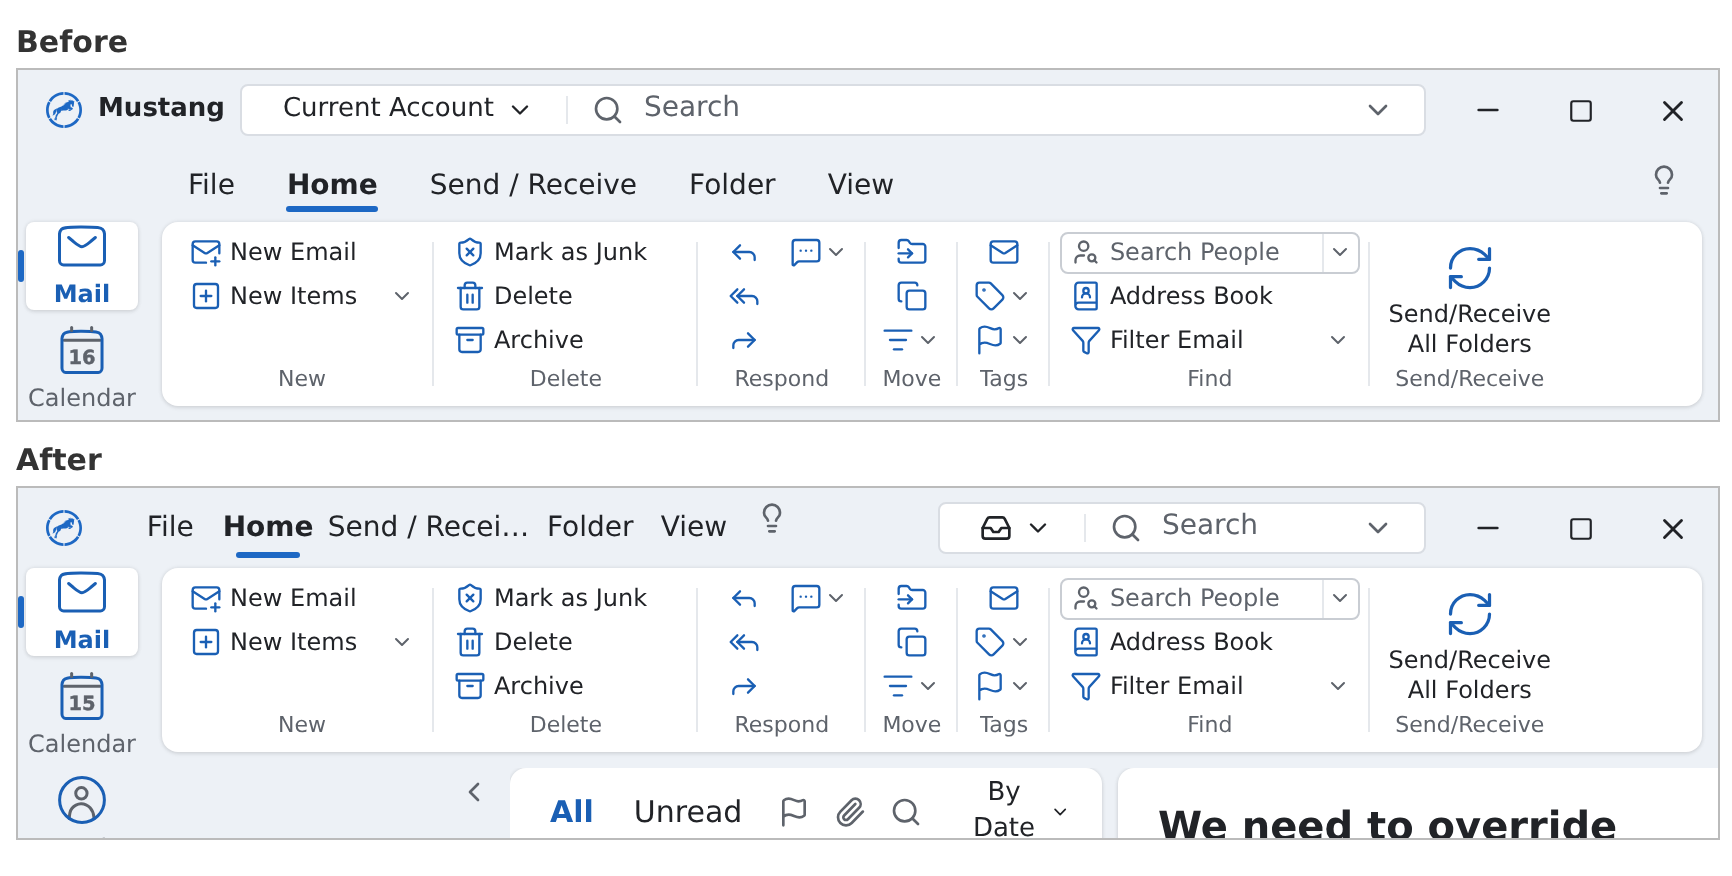 Before
Mustang Current Account Search
File Home Send / Receive Folder View
New Email Mark as Junk Search People
Mail New Items Delete Address Book Send/Receive
16 Archive Filter Email All Folders
Calendar New Delete Respond Move Tags Find Send/Receive
After
File Home Send / Recei... Folder View Search
New Email Mark as Junk Search People
Mail New Items Delete Address Book Send/Receive
15 Archive Filter Email All Folders
Calendar New Delete Respond Move Tags Find Send/Receive
All Unread By Date
We need to override